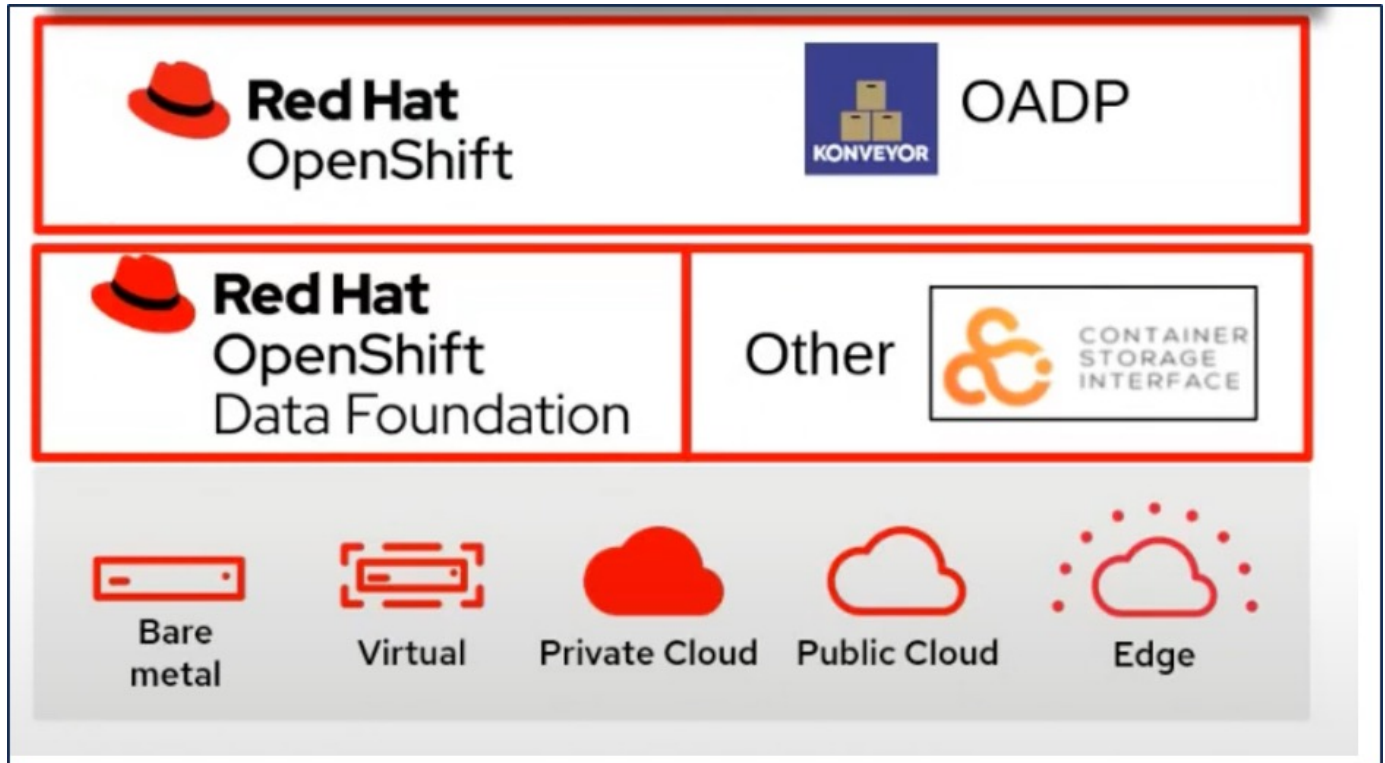 Red Hat
OpenShift
KONVEYOR
OADP
Red Hat
OpenShift
Data Foundation
Other
CONTAINER
STORAGE
INTERFACE
Bare
metal
Virtual
Private Cloud
Public Cloud
Edge